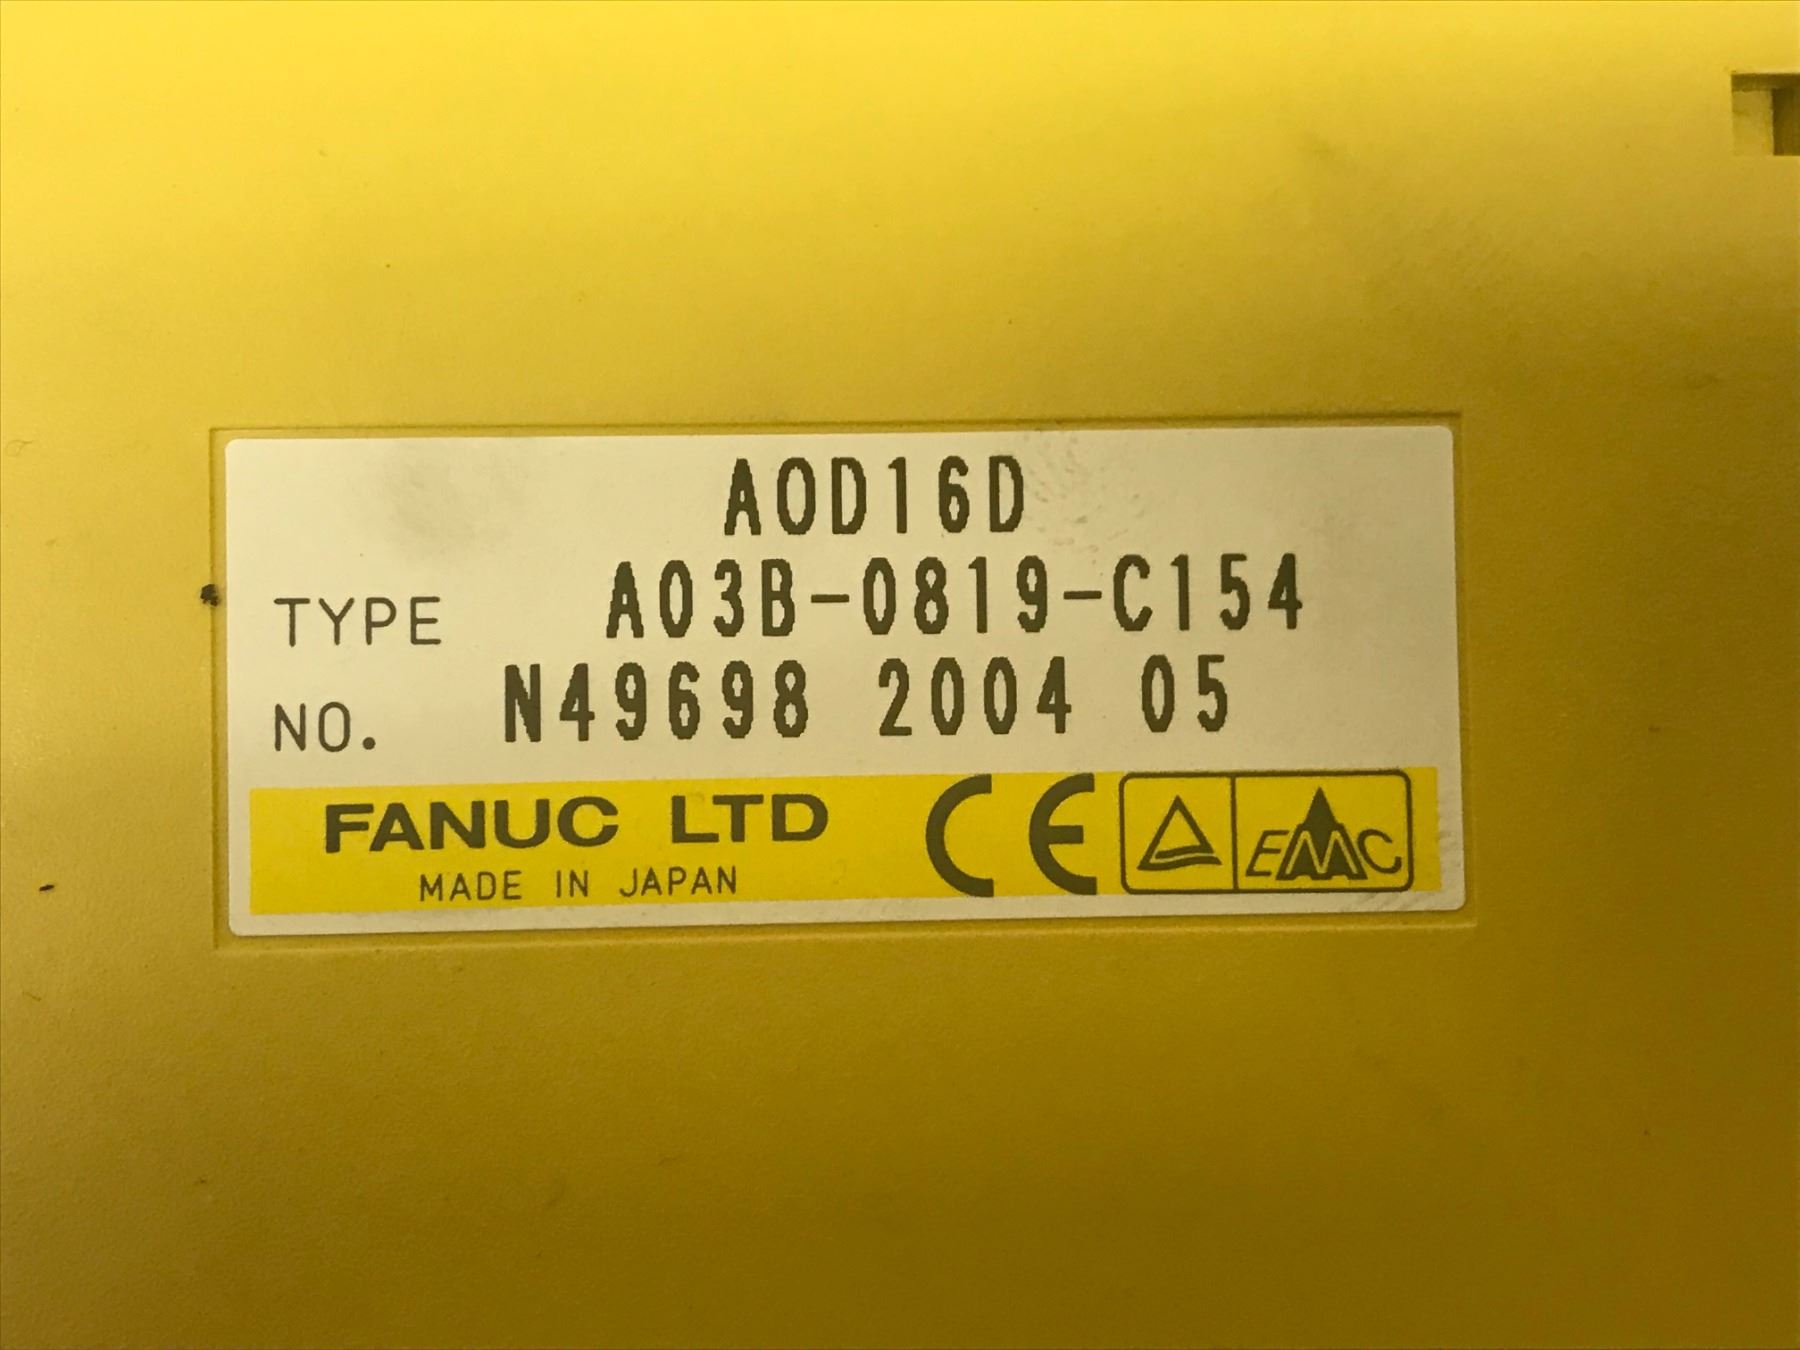 AOD16D
TYPE A03B-0819-C154
NO. N49698 2004 05
FANUC LTD CE EMC
MADE IN JAPAN